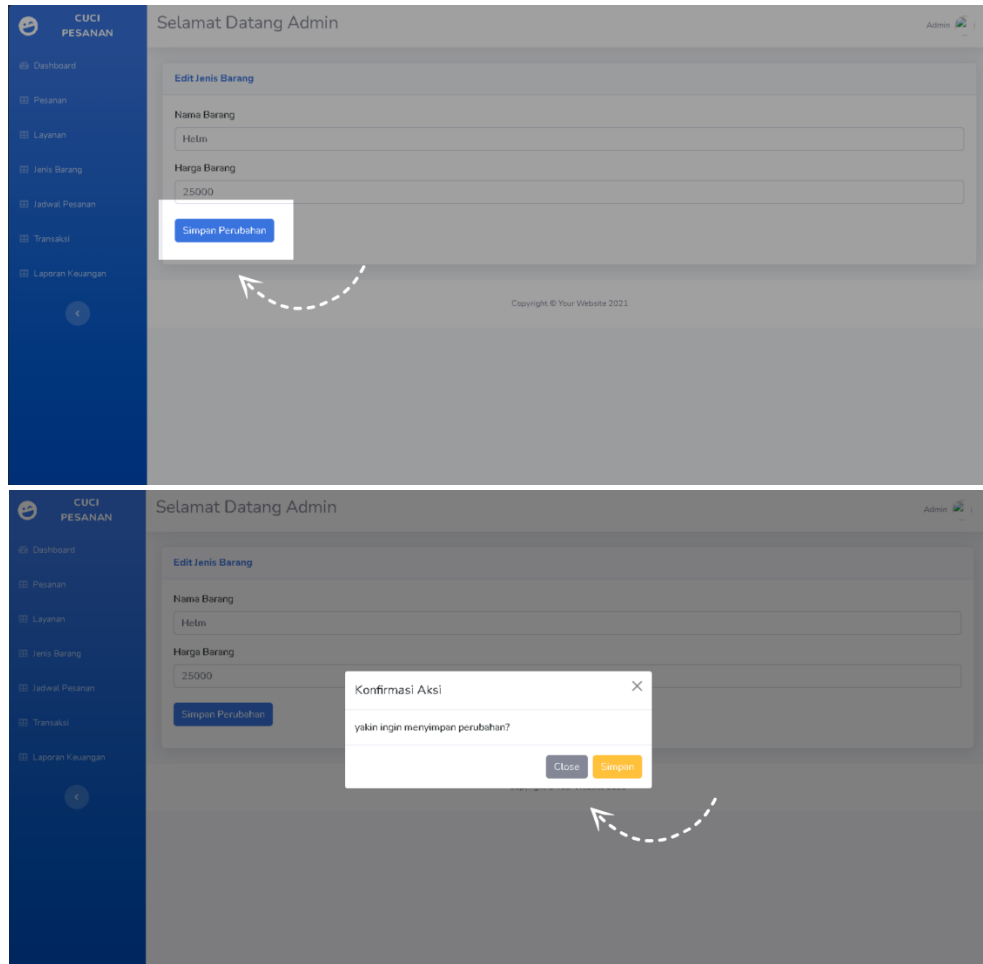 CUCI
PESANAN
Selamat Datang Admin
Admin
Dashboard
Pesanan
Layanan
Jenis Barang
Jadwal Pesanan
Transaksi
Laporan Keuangan
Edit Jenis Barang
Nama Barang
Helm
Harga Barang
25000
Simpan Perubahan
Copyright © Your Website 2021
CUCI
PESANAN
Selamat Datang Admin
Admin
Dashboard
Pesanan
Layanan
Jenis Barang
Jadwal Pesanan
Transaksi
Laporan Keuangan
Edit Jenis Barang
Nama Barang
Helm
Harga Barang
25000
Simpan Perubahan
Konfirmasi Aksi
yakin ingin menyimpan perubahan?
Close
Simpan